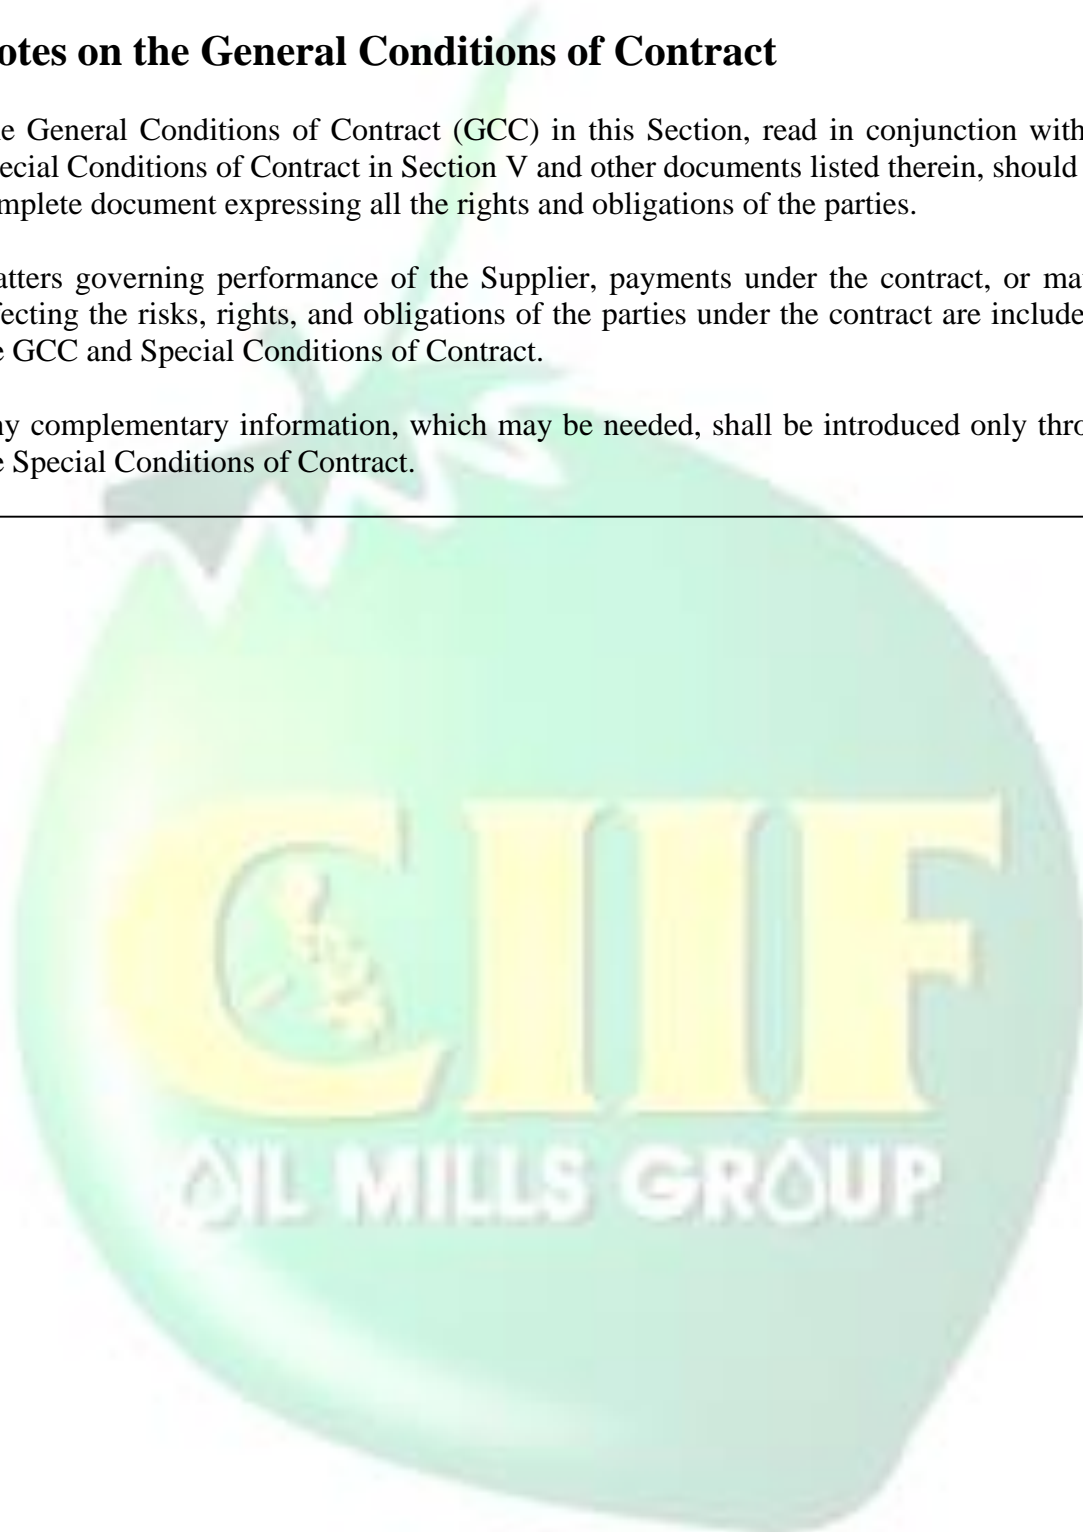 otes on the General Conditions of Contract
e General Conditions of Contract (GCC) in this Section, read in conjunction with
ecial Conditions of Contract in Section V and other documents listed therein, should
mplete document expressing all the rights and obligations of the parties.
atters governing performance of the Supplier, payments under the contract, or mat
fecting the risks, rights, and obligations of the parties under the contract are include
e GCC and Special Conditions of Contract.
ny complementary information, which may be needed, shall be introduced only thro
e Special Conditions of Contract.
CIIF
OIL MILLS GROUP